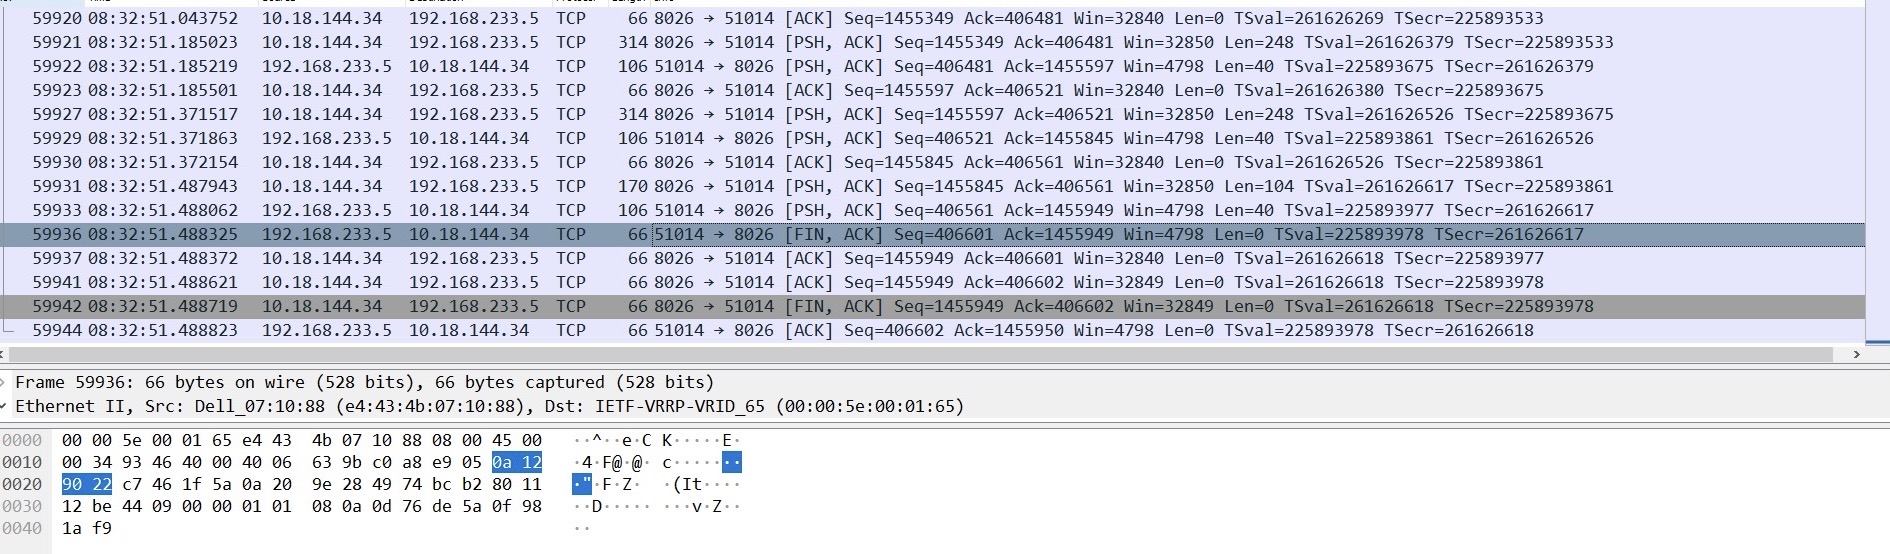 59920 08:32:51.043752 10.18.144.34 192.168.233.5 TCP 66 8026 → 51014 [ACK] Seq=1455349 Ack=406481 Win=32840 Len=0 TSval=261626269 TSecr=225893533
59921 08:32:51.185023 10.18.144.34 192.168.233.5 TCP 314 8026 → 51014 [PSH, ACK] Seq=1455349 Ack=406481 Win=32850 Len=248 TSval=261626379 TSecr=225893533
59922 08:32:51.185219 192.168.233.5 10.18.144.34 TCP 106 51014 → 8026 [PSH, ACK] Seq=406481 Ack=1455597 Win=4798 Len=40 TSval=225893675 TSecr=261626379
59923 08:32:51.185501 10.18.144.34 192.168.233.5 TCP 66 8026 → 51014 [ACK] Seq=1455597 Ack=406521 Win=32840 Len=0 TSval=261626380 TSecr=225893675
59927 08:32:51.371517 10.18.144.34 192.168.233.5 TCP 314 8026 → 51014 [PSH, ACK] Seq=1455597 Ack=406521 Win=32850 Len=248 TSval=261626526 TSecr=225893675
59929 08:32:51.371863 192.168.233.5 10.18.144.34 TCP 106 51014 → 8026 [PSH, ACK] Seq=406521 Ack=1455845 Win=4798 Len=40 TSval=225893861 TSecr=261626526
59930 08:32:51.372154 10.18.144.34 192.168.233.5 TCP 66 8026 → 51014 [ACK] Seq=1455845 Ack=406561 Win=32840 Len=0 TSval=261626526 TSecr=225893861
59931 08:32:51.487943 10.18.144.34 192.168.233.5 TCP 170 8026 → 51014 [PSH, ACK] Seq=1455845 Ack=406561 Win=32850 Len=104 TSval=261626617 TSecr=225893861
59933 08:32:51.488062 192.168.233.5 10.18.144.34 TCP 106 51014 → 8026 [PSH, ACK] Seq=406561 Ack=1455949 Win=4798 Len=40 TSval=225893977 TSecr=261626617
59936 08:32:51.488325 192.168.233.5 10.18.144.34 TCP 66 51014 → 8026 [FIN, ACK] Seq=406601 Ack=1455949 Win=4798 Len=0 TSval=225893978 TSecr=261626617
59937 08:32:51.488372 10.18.144.34 192.168.233.5 TCP 66 8026 → 51014 [ACK] Seq=1455949 Ack=406601 Win=32840 Len=0 TSval=261626618 TSecr=225893977
59941 08:32:51.488621 10.18.144.34 192.168.233.5 TCP 66 8026 → 51014 [ACK] Seq=1455949 Ack=406602 Win=32849 Len=0 TSval=261626618 TSecr=225893978
59942 08:32:51.488719 10.18.144.34 192.168.233.5 TCP 66 8026 → 51014 [FIN, ACK] Seq=1455949 Ack=406602 Win=32849 Len=0 TSval=261626618 TSecr=225893978
59944 08:32:51.488823 192.168.233.5 10.18.144.34 TCP 66 51014 → 8026 [ACK] Seq=406602 Ack=1455950 Win=4798 Len=0 TSval=225893978 TSecr=261626618
Frame 59936: 66 bytes on wire (528 bits), 66 bytes captured (528 bits)
Ethernet II, Src: Dell_07:10:88 (e4:43:4b:07:10:88), Dst: IETF-VRRP-VRID_65 (00:00:5e:00:01:65)
0000 00 00 5e 00 01 65 e4 43 4b 07 10 88 08 00 45 00 ··^··e·C K·····E·
0010 00 34 93 46 40 00 40 06 63 9b c0 a8 e9 05 0a 12 ·4·F@·@· c·······
0020 90 22 c7 46 1f 5a 0a 20 9e 28 49 74 bc b2 80 11 ·"·F·Z· ·(It····
0030 12 be 44 09 00 00 01 01 08 0a 0d 76 de 5a 0f 98 ··D····· ···v·Z··
0040 1a f9 ··